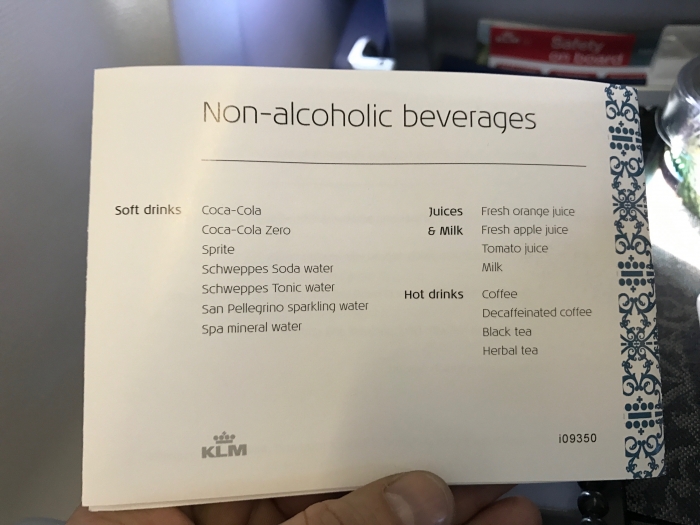 Safety
on board
Non-alcoholic beverages
Soft drinks
Coca-Cola
Coca-Cola Zero
Sprite
Schweppes Soda water
Schweppes Tonic water
San Pellegrino sparkling water
Spa mineral water
Juices
& Milk
Fresh orange juice
Fresh apple juice
Tomato juice
Milk
Hot drinks
Coffee
Decaffeinated coffee
Black tea
Herbal tea
KLM
i09350